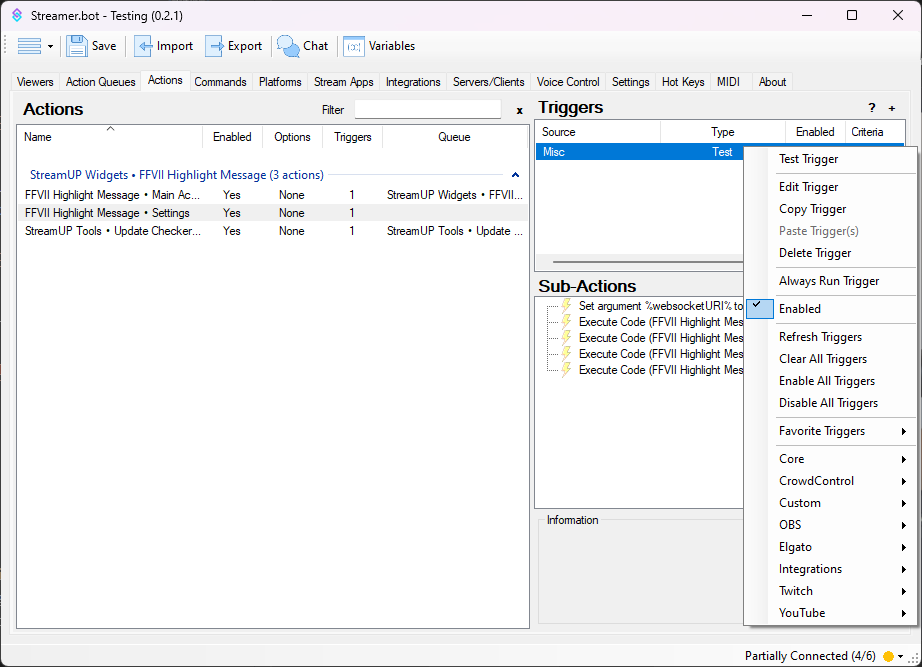 Streamer.bot - Testing (0.2.1)
Save Import Export Chat Variables
Viewers Action Queues Actions Commands Platforms Stream Apps Integrations Servers/Clients Voice Control Settings Hot Keys MIDI About
Actions Filter x
Name Enabled Options Triggers Queue
StreamUP Widgets • FFVII Highlight Message (3 actions)
FFVII Highlight Message • Main Ac... Yes None 1 StreamUP Widgets • FFVII...
FFVII Highlight Message • Settings Yes None 1
StreamUP Tools • Update Checker... Yes None 1 StreamUP Tools • Update ...
Triggers ? +
Source Type Enabled Criteria
Misc Test
Sub-Actions
Set argument %websocketURI% to
Execute Code (FFVII Highlight Mes
Execute Code (FFVII Highlight Mes
Execute Code (FFVII Highlight Mes
Execute Code (FFVII Highlight Mes
Information
Test Trigger
Edit Trigger
Copy Trigger
Paste Trigger(s)
Delete Trigger
Always Run Trigger
Enabled
Refresh Triggers
Clear All Triggers
Enable All Triggers
Disable All Triggers
Favorite Triggers
Core
CrowdControl
Custom
OBS
Elgato
Integrations
Twitch
YouTube
Partially Connected (4/6)